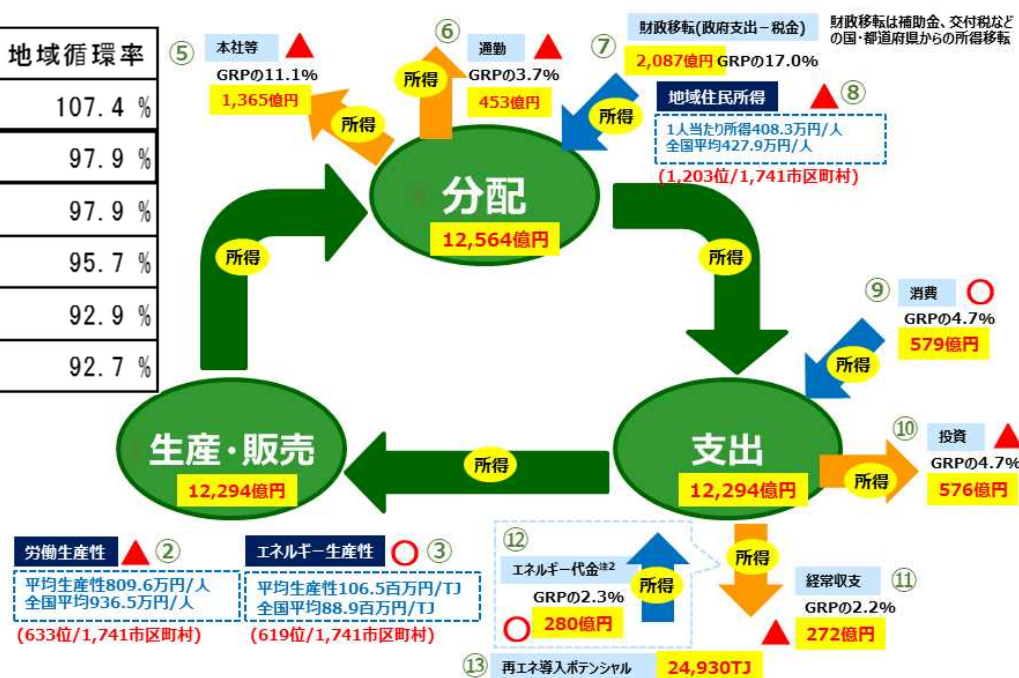 地域循環率
107.4 %
97.9 %
97.9 %
95.7 %
92.9 %
92.7 %
⑤ 本社等 ▲
GRPの11.1%
1,365億円
所得
⑥ 通勤 ▲
GRPの3.7%
453億円
所得
⑦ 財政移転(政府支出－税金)
2,087億円 GRPの17.0%
所得
財政移転は補助金、交付税など
の国・都道府県からの所得移転
地域住民所得 ▲ ⑧
1人当たり所得408.3万円/人
全国平均427.9万円/人
(1,203位/1,741市区町村)
分配
12,564億円
所得
所得
⑨ 消費 〇
GRPの4.7%
579億円
所得
生産・販売
12,294億円
所得
支出
12,294億円
⑩ 投資 ▲
GRPの4.7%
576億円
所得
労働生産性 ▲ ②
平均生産性809.6万円/人
全国平均936.5万円/人
(633位/1,741市区町村)
エネルギー生産性 〇 ③
平均生産性106.5百万円/TJ
全国平均88.9百万円/TJ
(619位/1,741市区町村)
⑫
エネルギー代金注2
GRPの2.3%
〇 280億円
所得
所得
経常収支 ⑪
GRPの2.2%
▲ 272億円
⑬ 再エネ導入ポテンシャル 24,930TJ